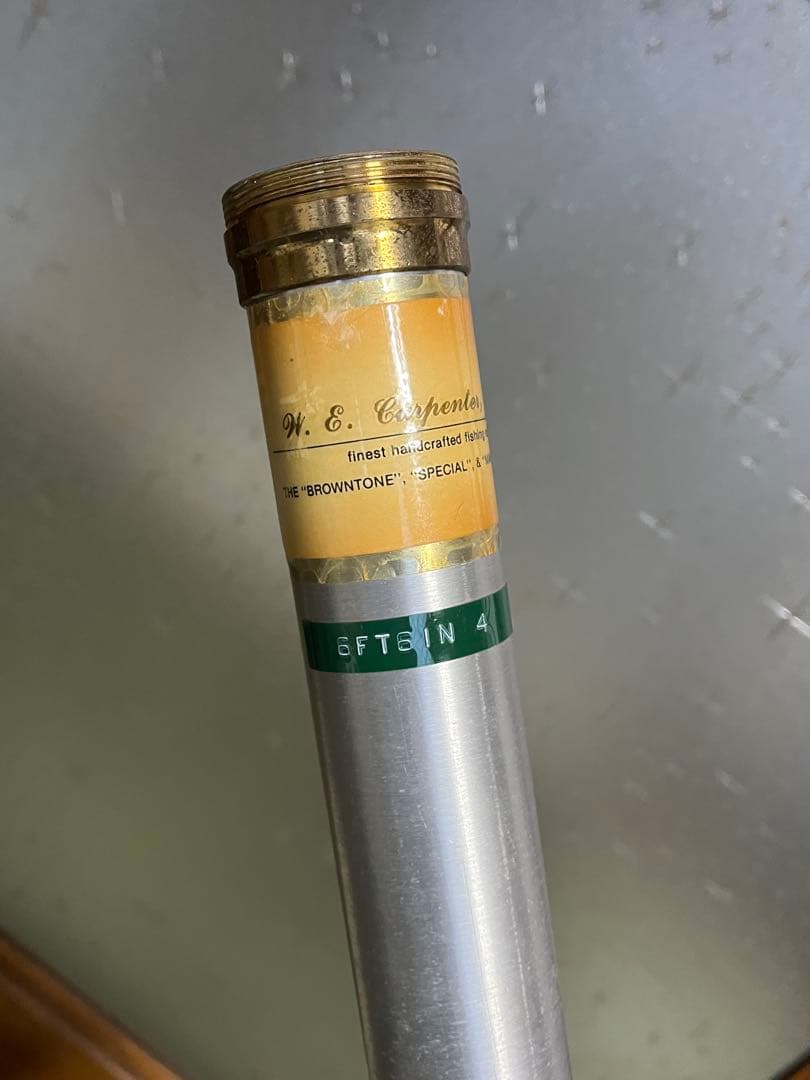 W. E. Carpenter,
finest handcrafted fishing
THE "BROWNTONE", "SPECIAL", &
6FT6IN 4